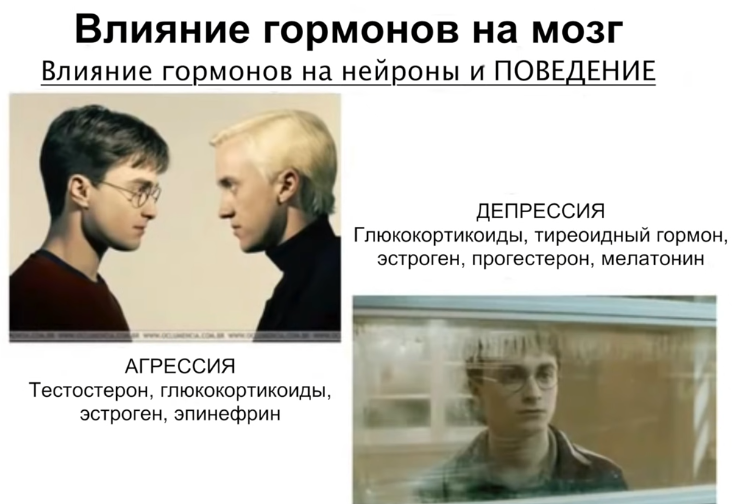 Влияние гормонов на мозг
Влияние гормонов на нейроны и ПОВЕДЕНИЕ
ДЕПРЕССИЯ
Глюкокортикоиды, тиреоидный гормон,
эстроген, прогестерон, мелатонин
АГРЕССИЯ
Тестостерон, глюкокортикоиды,
эстроген, эпинефрин